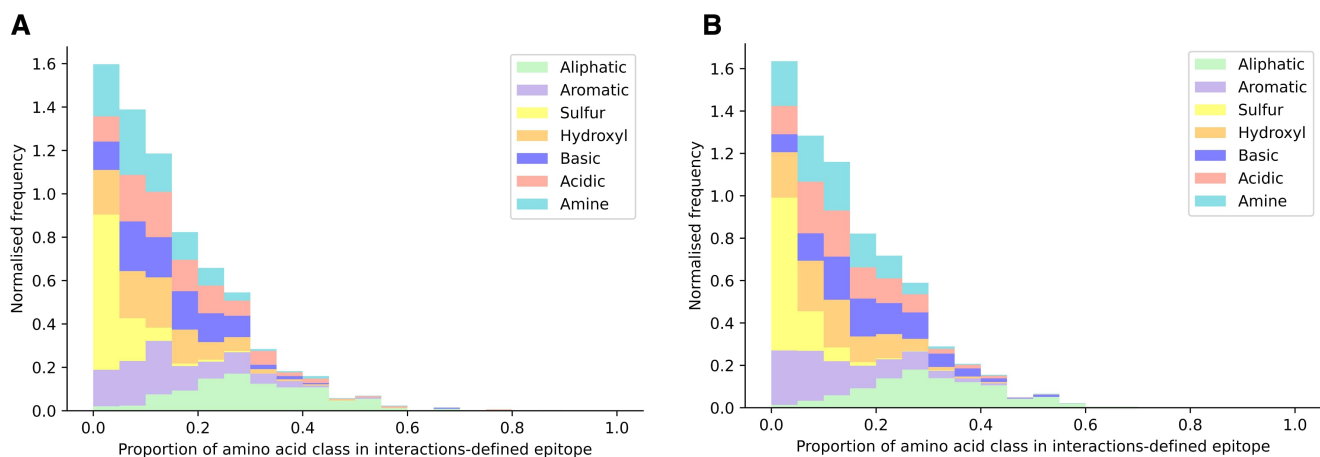 A
Normalised frequency
1.6
1.4
1.2
1.0
0.8
0.6
0.4
0.2
0.0
0.0 0.2 0.4 0.6 0.8 1.0
Proportion of amino acid class in interactions-defined epitope
Aliphatic
Aromatic
Sulfur
Hydroxyl
Basic
Acidic
Amine
B
Normalised frequency
1.6
1.4
1.2
1.0
0.8
0.6
0.4
0.2
0.0
0.0 0.2 0.4 0.6 0.8 1.0
Proportion of amino acid class in interactions-defined epitope
Aliphatic
Aromatic
Sulfur
Hydroxyl
Basic
Acidic
Amine